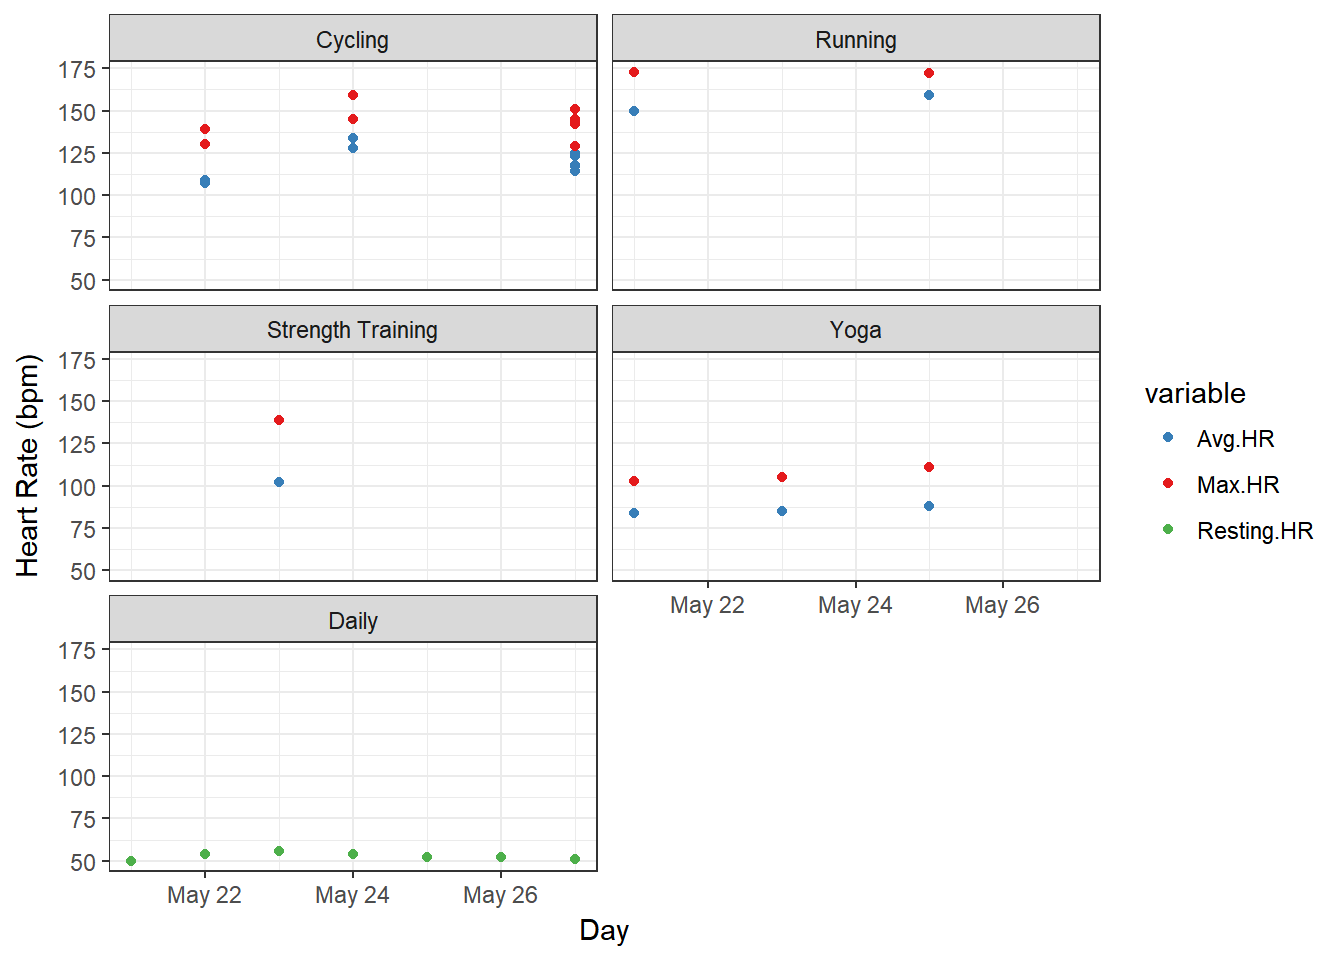 Cycling
Running
175
150
125
100
75
50
Strength Training
Yoga
175
150
125
100
75
50
May 22
May 24
May 26
Daily
175
150
125
100
75
50
May 22
May 24
May 26
Day
Heart Rate (bpm)
variable
Avg.HR
Max.HR
Resting.HR